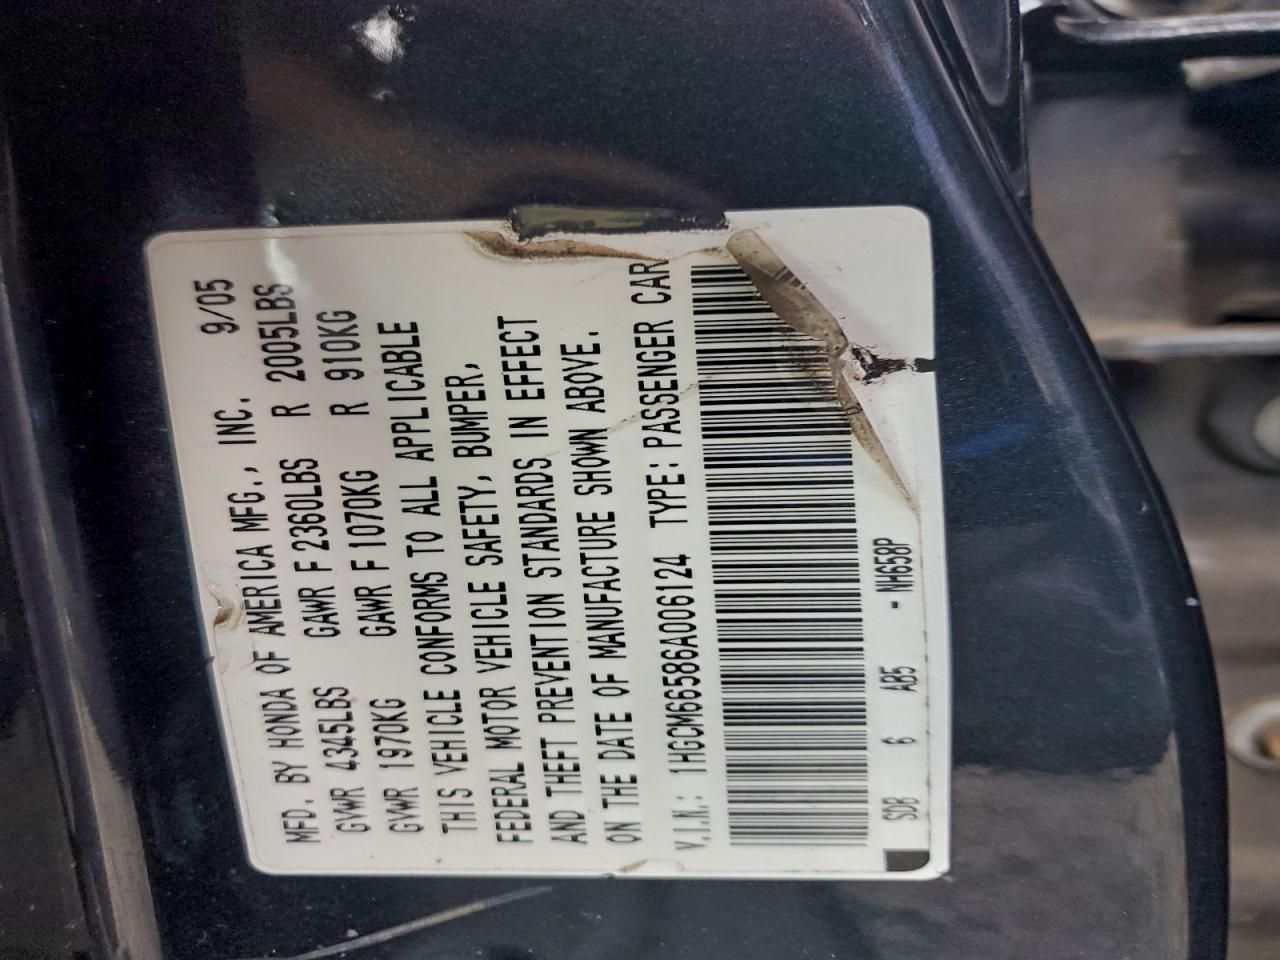 MFD. BY HONDA OF AMERICA MFG., INC. 9/05
GVWR 4345LBS GAWR F 2360LBS R 2005LBS
GVWR 1970KG GAWR F 1070KG R 910KG
THIS VEHICLE CONFORMS TO ALL APPLICABLE
FEDERAL MOTOR VEHICLE SAFETY, BUMPER,
AND THEFT PREVENTION STANDARDS IN EFFECT
ON THE DATE OF MANUFACTURE SHOWN ABOVE.
V.I.N.: 1HGCM66586A006124 TYPE: PASSENGER CAR
SDB 6 AB5 - NH658P